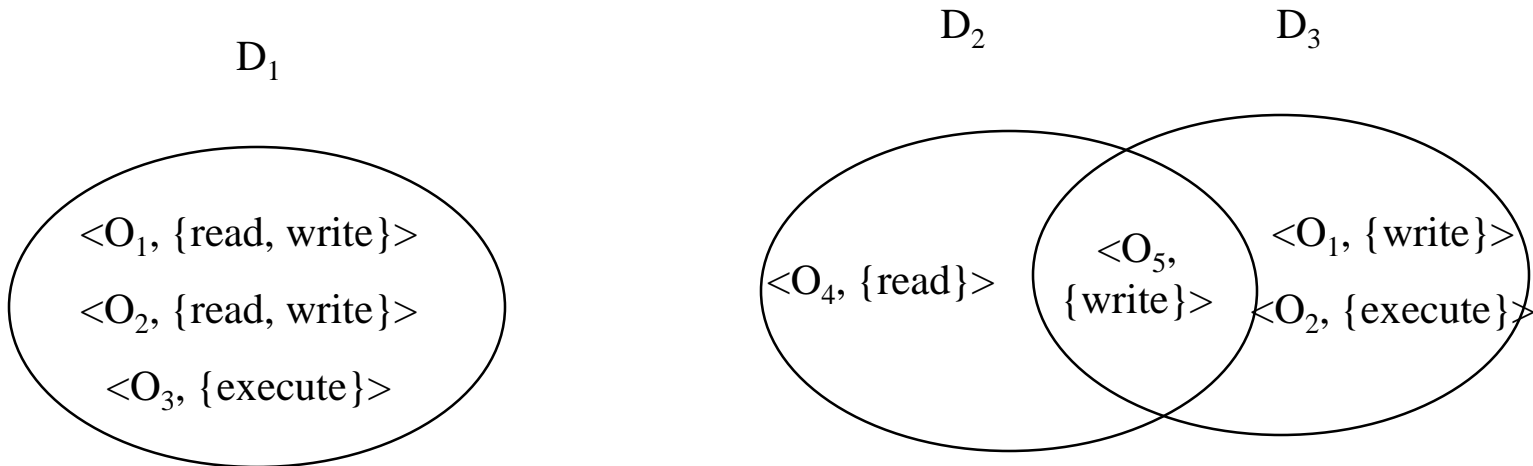 D₁
<O₁, {read, write}>
<O₂, {read, write}>
<O₃, {execute}>
D₂
D₃
<O₄, {read}>
<O₅,
{write}>
<O₁, {write}>
<O₂, {execute}>